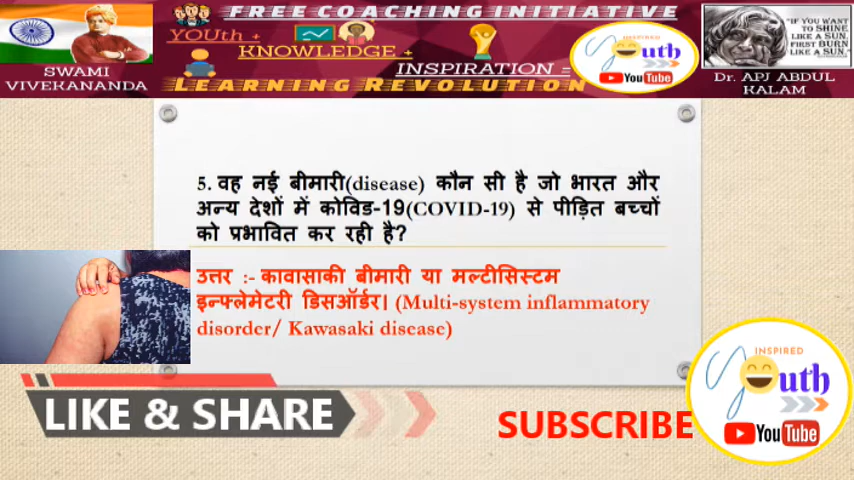 FREE COACHING INITIATIVE
YOUth +
KNOWLEDGE +
INSPIRATION =
LEARNING REVOLUTION
SWAMI
VIVEKANANDA
INSPIRED
Youth
YouTube
"IF YOU WANT
TO SHINE
LIKE A SUN,
FIRST BURN
LIKE A SUN."
Dr. APJ ABDUL
KALAM
5. वह नई बीमारी(disease) कौन सी है जो भारत और
अन्य देशों में कोविड-19(COVID-19) से पीड़ित बच्चों
को प्रभावित कर रही है?
उत्तर :- कावासाकी बीमारी या मल्टीसिस्टम
इन्फ्लेमेटरी डिसऑर्डर। (Multi-system inflammatory
disorder/ Kawasaki disease)
LIKE & SHARE
SUBSCRIBE
INSPIRED
Youth
YouTube